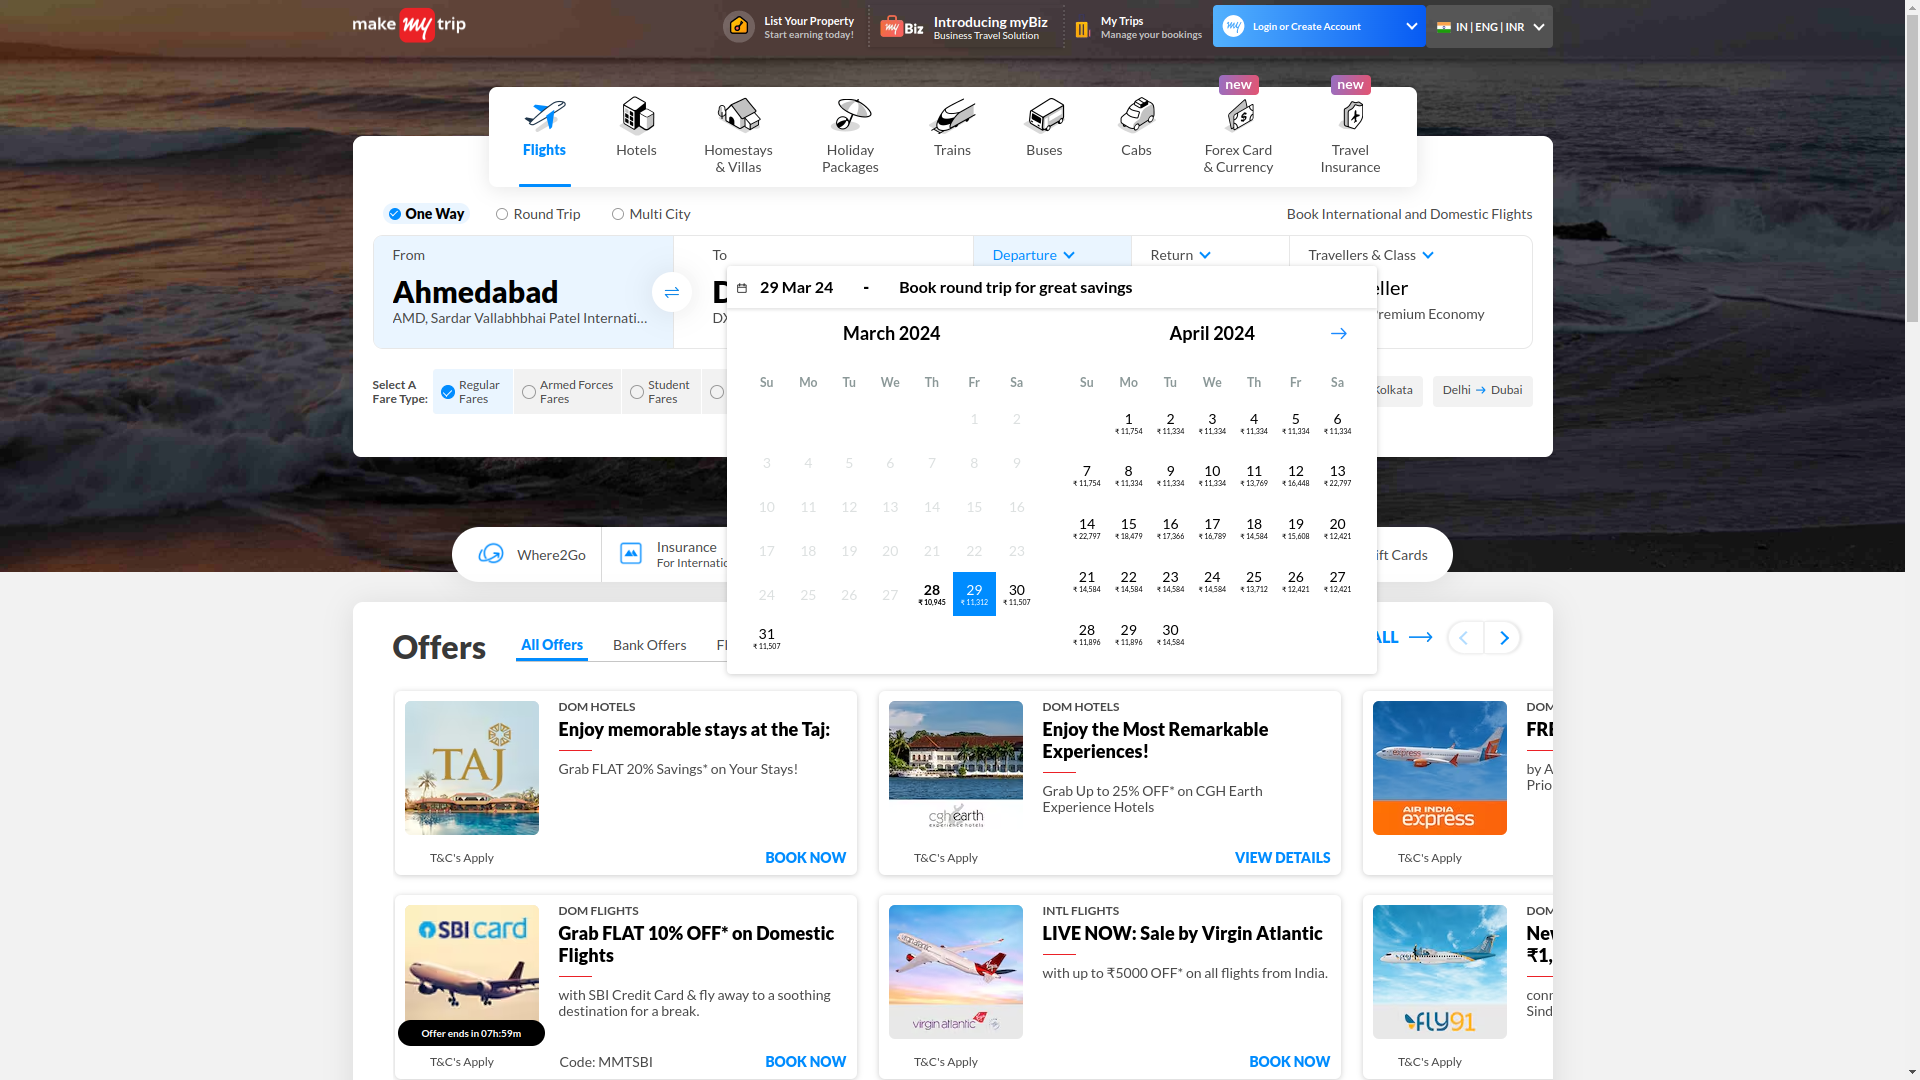 make my trip
List Your Property
Start earning today!
my Biz
Introducing myBiz
Business Travel Solution
My Trips
Manage your bookings
my
Login or Create Account
IN | ENG | INR
new
new
Flights
Hotels
Homestays
& Villas
Holiday
Packages
Trains
Buses
Cabs
Forex Card
& Currency
Travel
Insurance
One Way
Round Trip
Multi City
Book International and Domestic Flights
From
To
Departure
Return
Travellers & Class
Ahmedabad
AMD, Sardar Vallabhbhai Patel Internati...
D
DX
eller
Premium Economy
29 Mar 24
-
Book round trip for great savings
March 2024
Su Mo Tu We Th Fr Sa
1 2
3 4 5 6 7 8 9
10 11 12 13 14 15 16
17 18 19 20 21 22 23
24 25 26 27 28 29 30
₹ 10,945 ₹ 11,312 ₹ 11,507
31
₹ 11,507
April 2024
Su Mo Tu We Th Fr Sa
1 2 3 4 5 6
₹ 11,754 ₹ 11,334 ₹ 11,334 ₹ 11,334 ₹ 11,334 ₹ 11,334
7 8 9 10 11 12 13
₹ 11,754 ₹ 11,334 ₹ 11,334 ₹ 11,334 ₹ 13,769 ₹ 16,448 ₹ 22,797
14 15 16 17 18 19 20
₹ 22,797 ₹ 18,479 ₹ 17,366 ₹ 16,789 ₹ 14,584 ₹ 15,608 ₹ 12,421
21 22 23 24 25 26 27
₹ 14,584 ₹ 14,584 ₹ 14,584 ₹ 14,584 ₹ 13,712 ₹ 12,421 ₹ 12,421
28 29 30
₹ 11,896 ₹ 11,896 ₹ 14,584
Select A
Fare Type:
Regular
Fares
Armed Forces
Fares
Student
Fares
Kolkata
Delhi → Dubai
Where2Go
Insurance
For Internatic
ift Cards
Offers
All Offers
Bank Offers
Fl
ALL
TAJ
DOM HOTELS
Enjoy memorable stays at the Taj:
Grab FLAT 20% Savings* on Your Stays!
T&C's Apply
BOOK NOW
cgh earth
experience hotels
DOM HOTELS
Enjoy the Most Remarkable
Experiences!
Grab Up to 25% OFF* on CGH Earth
Experience Hotels
T&C's Apply
VIEW DETAILS
express
AIR INDIA
express
DOM
FRE
by A
Prio
T&C's Apply
SBI card
Offer ends in 07h:59m
DOM FLIGHTS
Grab FLAT 10% OFF* on Domestic
Flights
with SBI Credit Card & fly away to a soothing
destination for a break.
T&C's Apply
Code: MMTSBI
BOOK NOW
virgin atlantic
INTL FLIGHTS
LIVE NOW: Sale by Virgin Atlantic
with up to ₹5000 OFF* on all flights from India.
T&C's Apply
BOOK NOW
FLY91
DOM
New
₹1,
conn
Sind
T&C's Apply